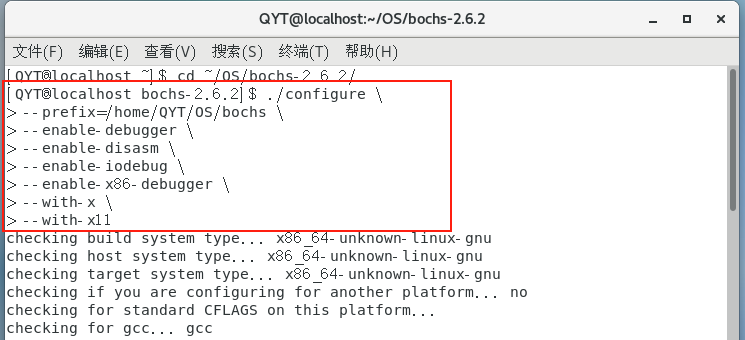 QYT@localhost:~/OS/bochs-2.6.2
文件(F) 编辑(E) 查看(V) 搜索(S) 终端(T) 帮助(H)
[QYT@localhost ~]$ cd ~/OS/bochs-2.6.2/
[QYT@localhost bochs-2.6.2]$ ./configure \
> --prefix=/home/QYT/OS/bochs \
> --enable-debugger \
> --enable-disasm \
> --enable-iodebug \
> --enable-x86-debugger \
> --with-x \
> --with-x11
checking build system type... x86_64-unknown-linux-gnu
checking host system type... x86_64-unknown-linux-gnu
checking target system type... x86_64-unknown-linux-gnu
checking if you are configuring for another platform... no
checking for standard CFLAGS on this platform...
checking for gcc... gcc